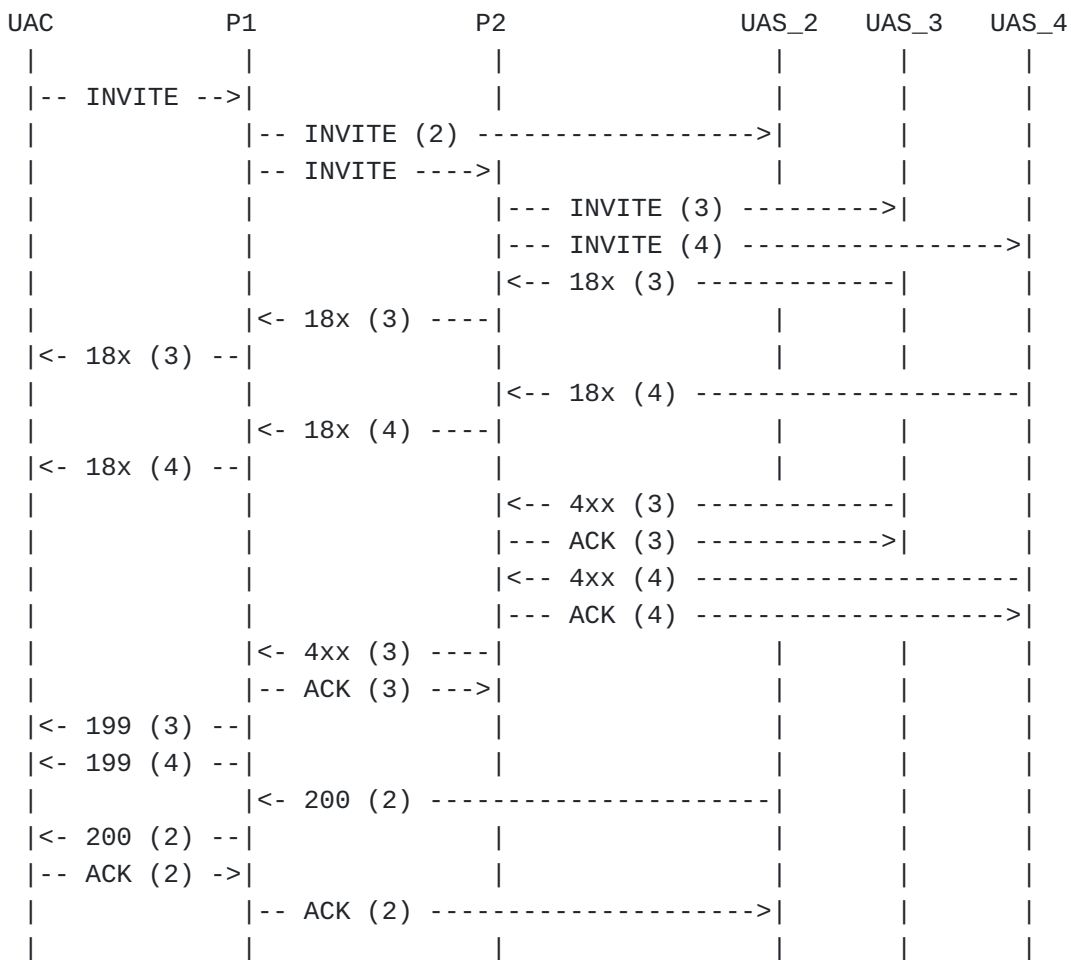 UAC P1 P2 UAS_2 UAS_3 UAS_4
| | | | | |
|-- INVITE -->| | | | |
| |-- INVITE (2) ------------------>| | |
| |-- INVITE ---->| | | |
| | |--- INVITE (3) --------->| |
| | |--- INVITE (4) ----------------->|
| | |<-- 18x (3) -------------| |
| |<- 18x (3) ----| | | |
|<- 18x (3) --| | | | |
| | |<-- 18x (4) ---------------------|
| |<- 18x (4) ----| | | |
|<- 18x (4) --| | | | |
| | |<-- 4xx (3) -------------| |
| | |--- ACK (3) ------------>| |
| | |<-- 4xx (4) ---------------------|
| | |--- ACK (4) -------------------->|
| |<- 4xx (3) ----| | | |
| |-- ACK (3) --->| | | |
|<- 199 (3) --| | | | |
|<- 199 (4) --| | | | |
| |<- 200 (2) ----------------------| | |
|<- 200 (2) --| | | | |
|-- ACK (2) ->| | | | |
| |-- ACK (2) --------------------->| | |
| | | | | |